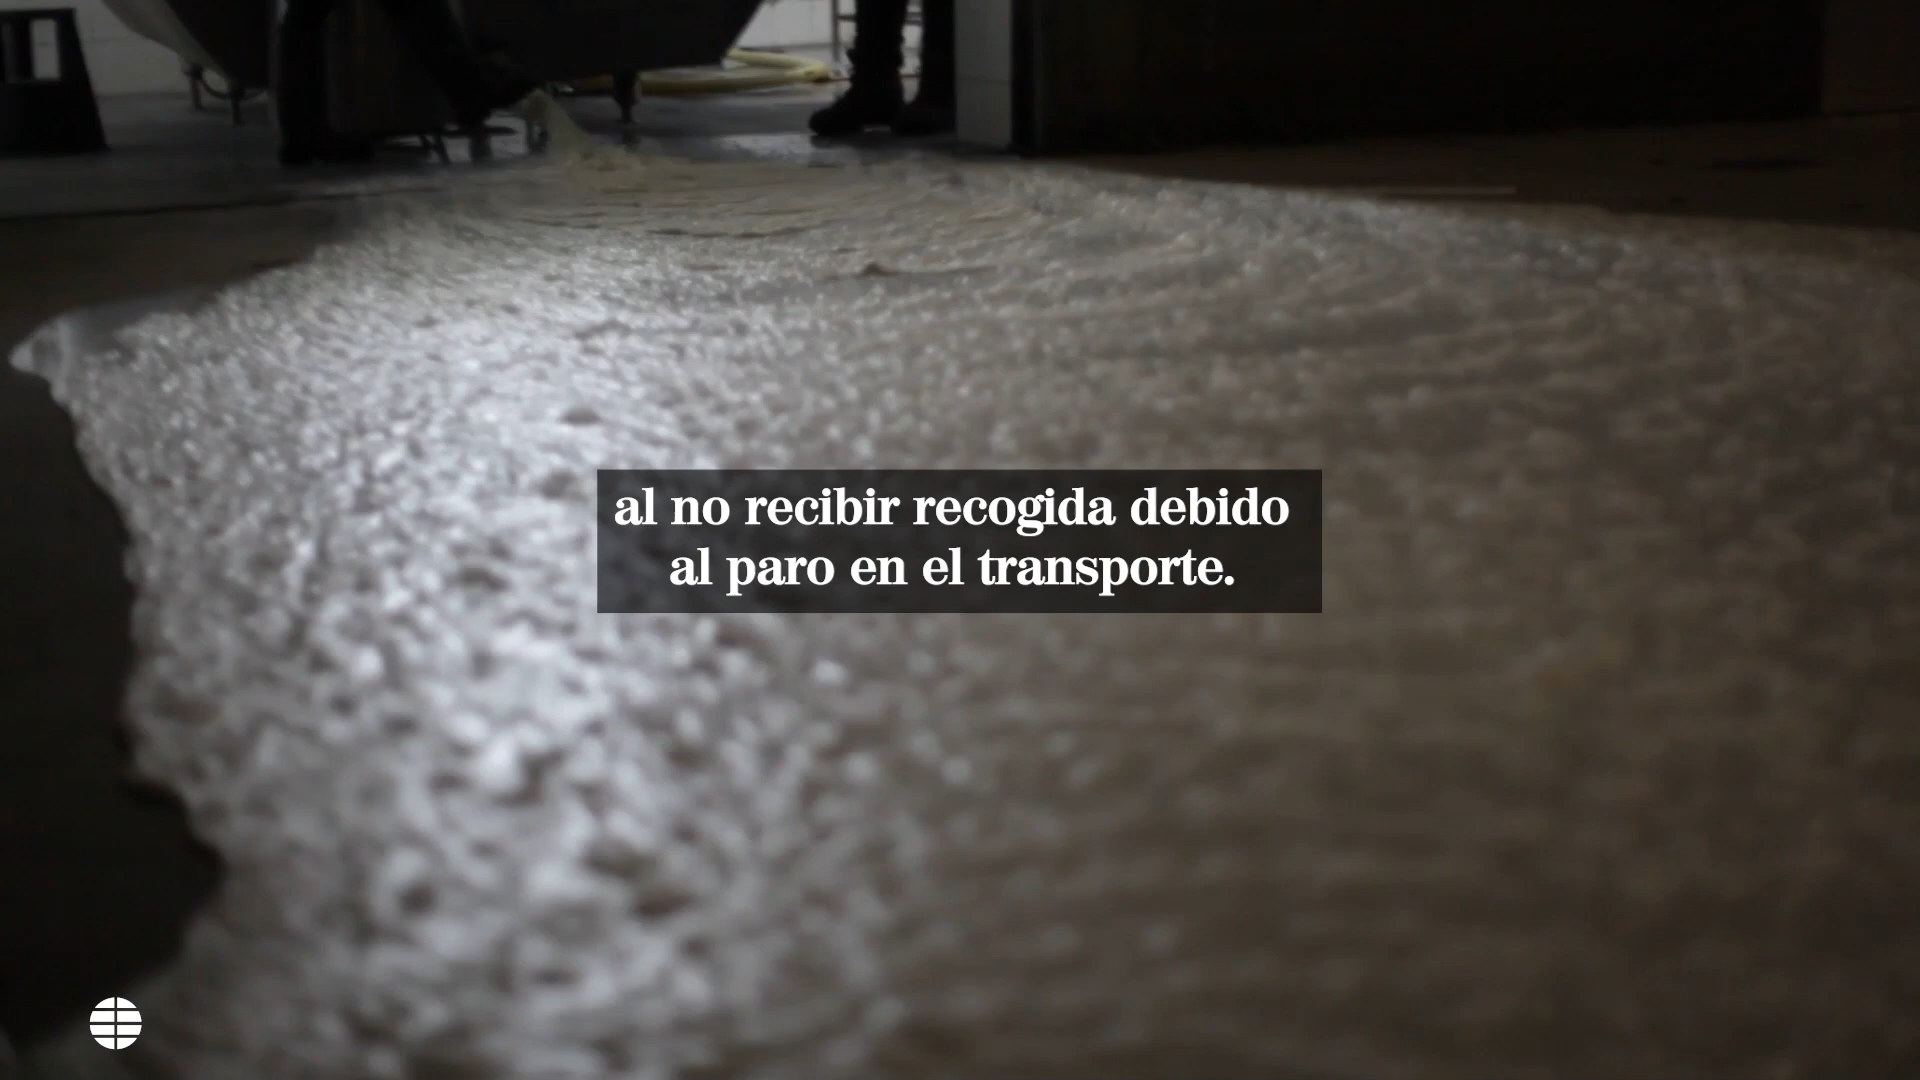 al no recibir recogida debido
al paro en el transporte.